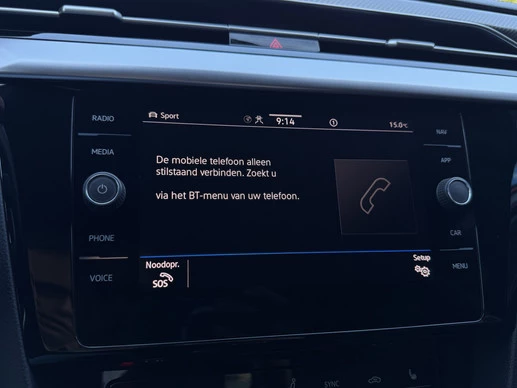 RADIO
MEDIA
PHONE
VOICE
Sport
9:14
15.0°C
De mobiele telefoon alleen
stilstaand verbinden. Zoekt u
via het BT-menu van uw telefoon.
Noodopr.
SOS
Setup
NAV
APP
CAR
MENU
SYNC